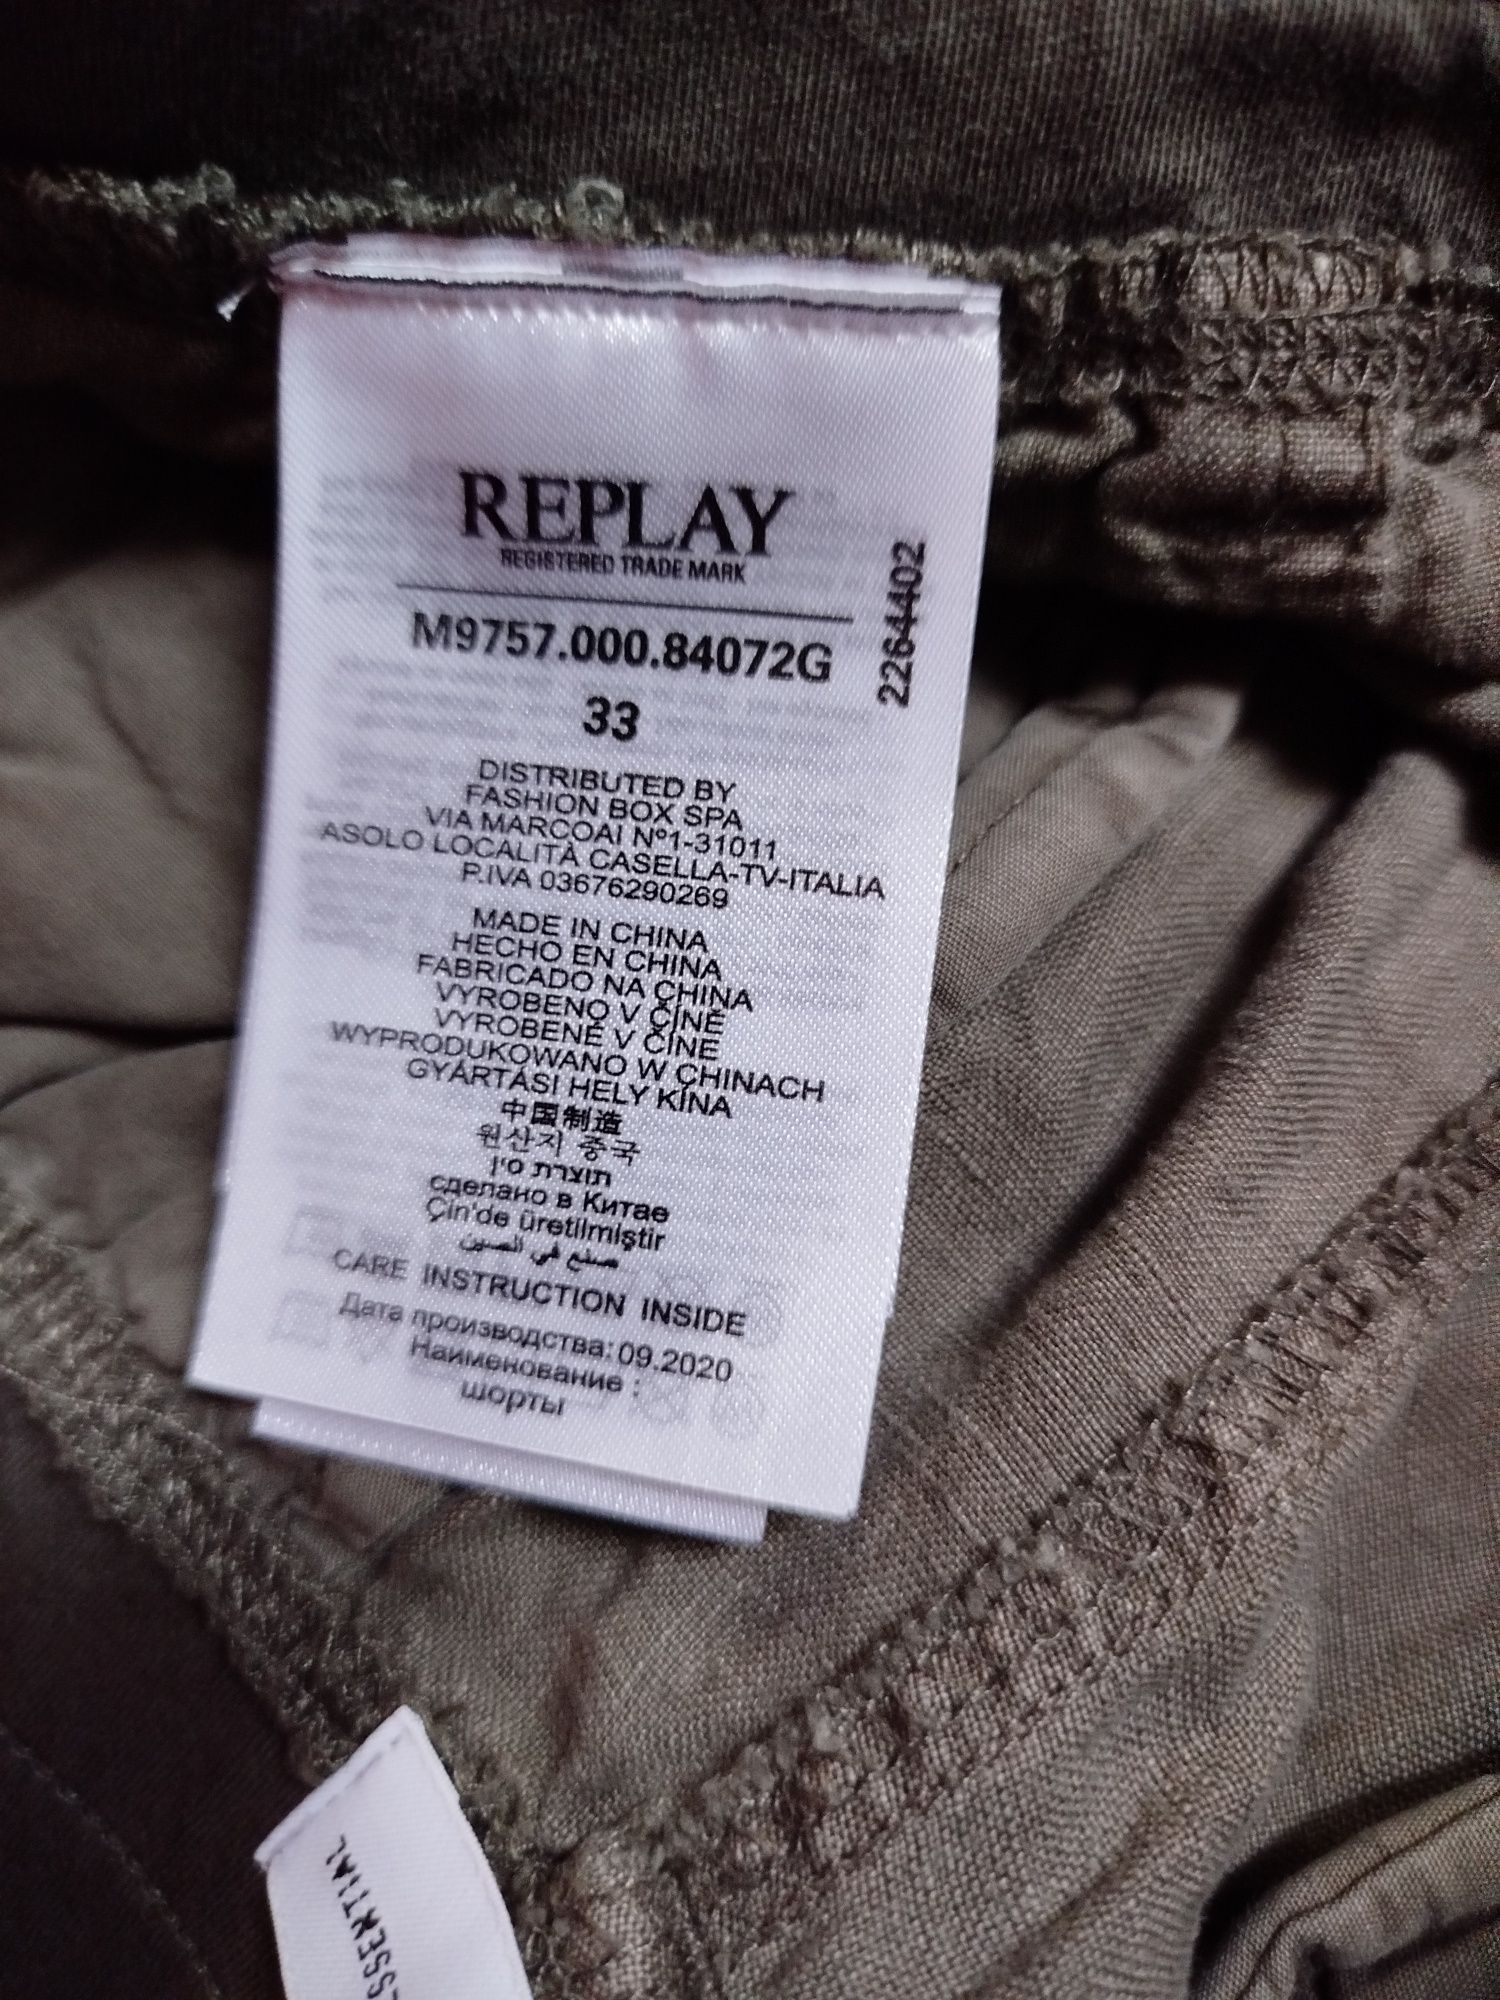 REPLAY
REGISTERED TRADE MARK
M9757.000.84072G
2264402
33
DISTRIBUTED BY
FASHION BOX SPA
VIA MARCOAI Nº1-31011
ASOLO LOCALITÀ CASELLA-TV-ITALIA
P.IVA 03676290269
MADE IN CHINA
HECHO EN CHINA
FABRICADO NA CHINA
VYROBENO V ČÍNĚ
VYROBENÉ V ČÍNE
WYPRODUKOWANO W CHINACH
GYÁRTÁSI HELY KÍNA
中国制造
원산지 중국
תוצרת סין
сделано в Китае
Çin'de üretilmiştir
صنع في الصين
CARE INSTRUCTION INSIDE
Дата производства: 09.2020
Наименование :
шорты
ESSENTIAL